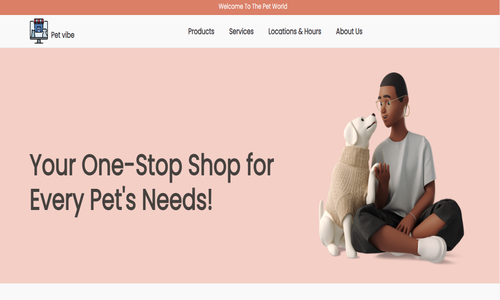 Welcome To The Pet World
Pet vibe
Products Services Locations & Hours About Us
Your One-Stop Shop for
Every Pet's Needs!